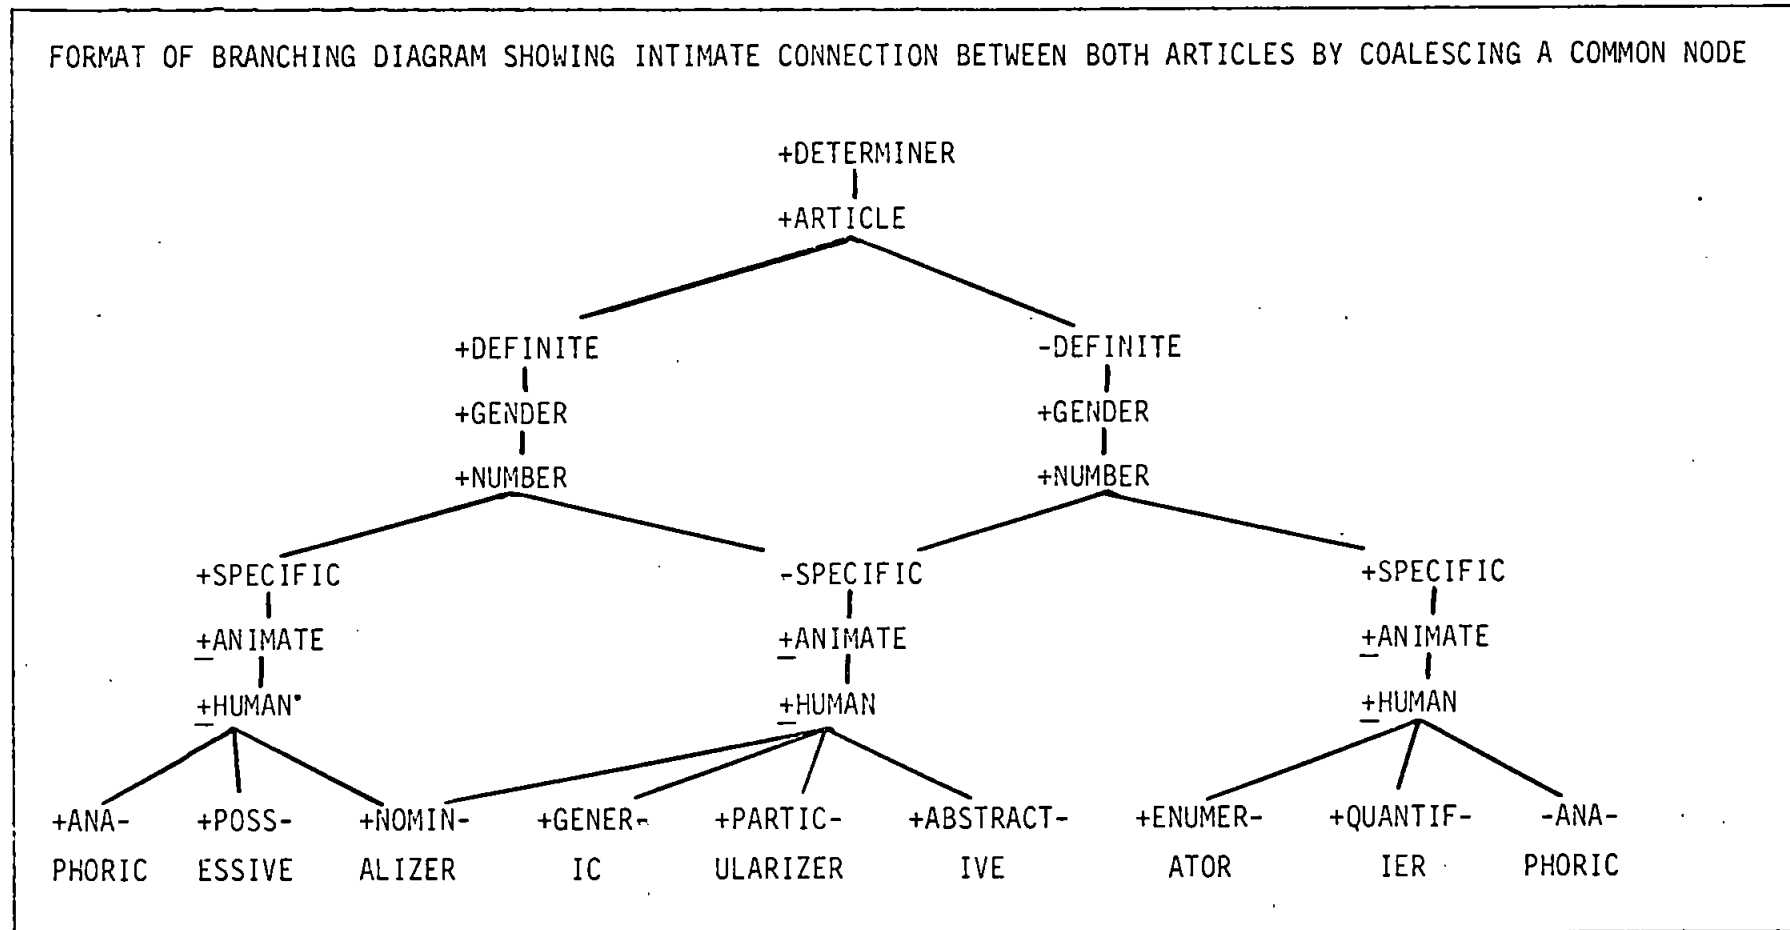 FORMAT OF BRANCHING DIAGRAM SHOWING INTIMATE CONNECTION BETWEEN BOTH ARTICLES BY COALESCING A COMMON NODE
+DETERMINER
+ARTICLE
+DEFINITE -DEFINITE
+GENDER +GENDER
+NUMBER +NUMBER
+SPECIFIC -SPECIFIC +SPECIFIC
±ANIMATE ±ANIMATE ±ANIMATE
±HUMAN ±HUMAN ±HUMAN
+ANA- +POSS- +NOMIN- +GENER- +PARTIC- +ABSTRACT- +ENUMER- +QUANTIF- -ANA-
PHORIC ESSIVE ALIZER IC ULARIZER IVE ATOR IER PHORIC